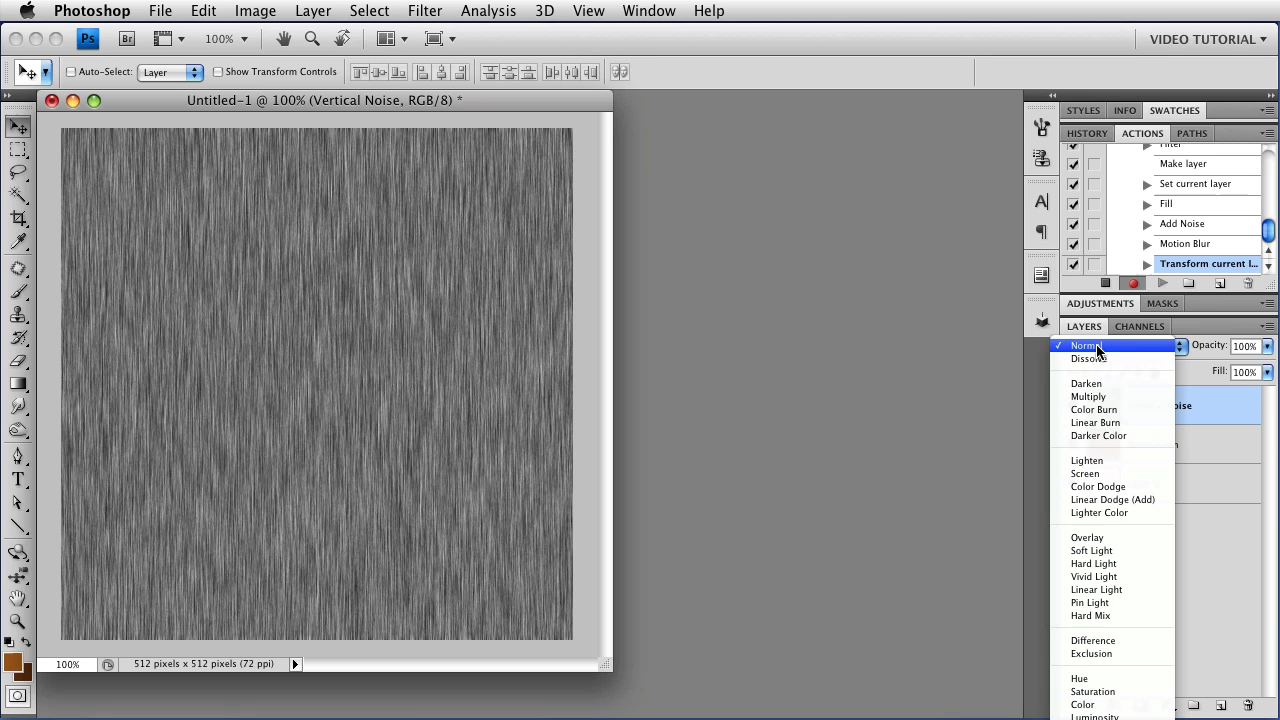 Photoshop File Edit Image Layer Select Filter Analysis 3D View Window Help
Ps Br 100% VIDEO TUTORIAL
Auto-Select: Layer Show Transform Controls
Untitled-1 @ 100% (Vertical Noise, RGB/8) *
STYLES INFO SWATCHES
HISTORY ACTIONS PATHS
Filter
Make layer
Set current layer
Fill
Add Noise
Motion Blur
Transform current l...
ADJUSTMENTS MASKS
LAYERS CHANNELS
✓ Normal Opacity: 100%
Dissolve
Fill: 100%
Darken
Multiply
Color Burn
Linear Burn
Darker Color
Lighten
Screen
Color Dodge
Linear Dodge (Add)
Lighter Color
Overlay
Soft Light
Hard Light
Vivid Light
Linear Light
Pin Light
Hard Mix
Difference
Exclusion
Hue
Saturation
Color
Luminosity
100% 512 pixels x 512 pixels (72 ppi)